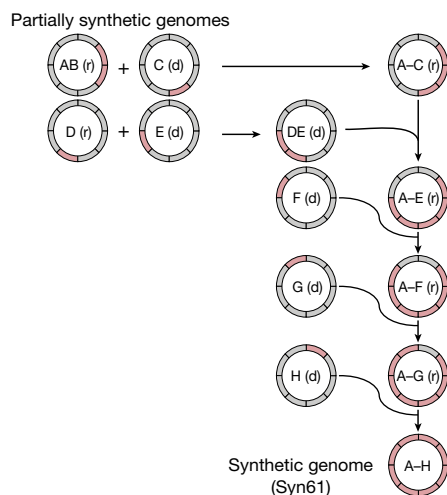 Partially synthetic genomes
AB (r) + C (d) A–C (r)
D (r) + E (d) DE (d)
F (d) A–E (r)
G (d) A–F (r)
H (d) A–G (r)
Synthetic genome A–H
(Syn61)